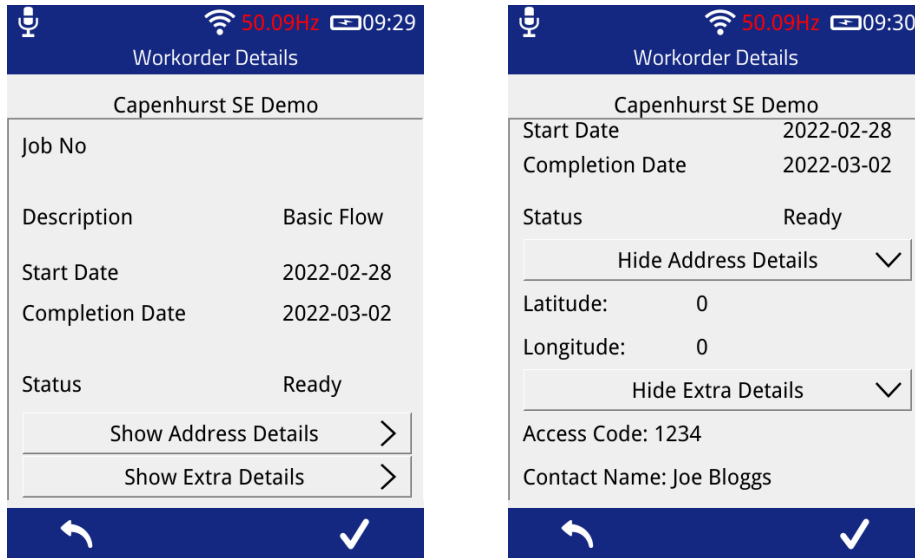 50.09Hz 09:29
Workorder Details
Capenhurst SE Demo
Job No
Description Basic Flow
Start Date 2022-02-28
Completion Date 2022-03-02
Status Ready
Show Address Details
Show Extra Details
50.09Hz 09:30
Workorder Details
Capenhurst SE Demo
Start Date 2022-02-28
Completion Date 2022-03-02
Status Ready
Hide Address Details
Latitude: 0
Longitude: 0
Hide Extra Details
Access Code: 1234
Contact Name: Joe Bloggs